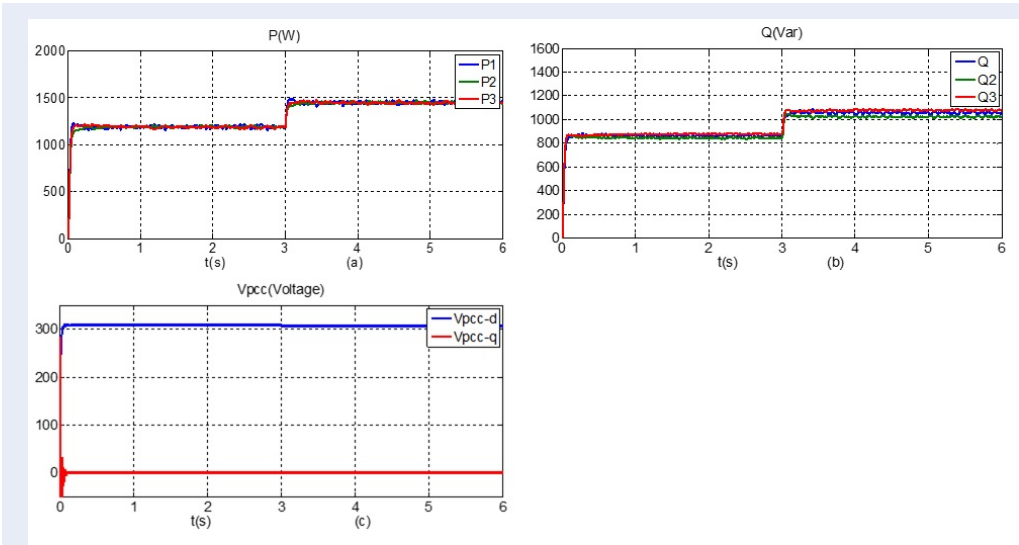 P(W)
2000
1500
1000
500
0
P1
P2
P3
0 1 2 3 4 5 6
t(s) (a)
Q(Var)
1600
1400
1200
1000
800
600
400
200
0
Q
Q2
Q3
0 1 2 3 4 5 6
t(s) (b)
Vpcc(Voltage)
300
200
100
0
Vpcc-d
Vpcc-q
0 1 2 3 4 5 6
t(s) (c)